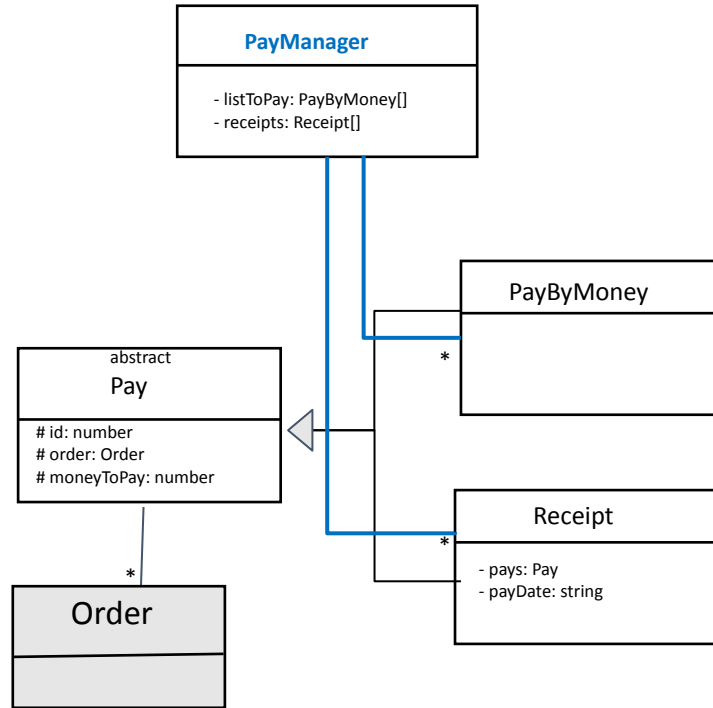 PayManager
- listToPay: PayByMoney[]
- receipts: Receipt[]
PayByMoney
*
abstract
Pay
# id: number
# order: Order
# moneyToPay: number
Receipt
*
- pays: Pay
- payDate: string
*
Order